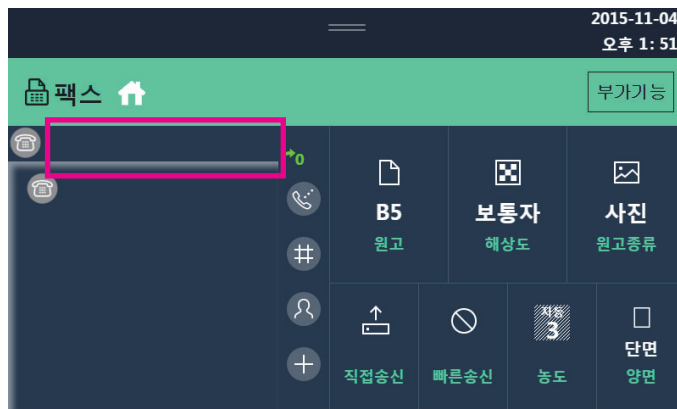 2015-11-04
오후 1: 51
팩스
부가기능
0
B5
보통자
사진
원고
해상도
원고종류
자동
3
단면
직접송신
빠른송신
농도
양면